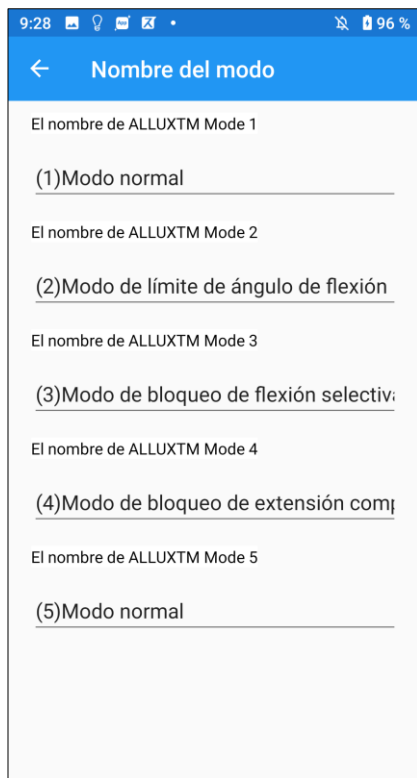 9:28 96 %
Nombre del modo
El nombre de ALLUXTM Mode 1
(1)Modo normal
El nombre de ALLUXTM Mode 2
(2)Modo de límite de ángulo de flexión
El nombre de ALLUXTM Mode 3
(3)Modo de bloqueo de flexión selectiva
El nombre de ALLUXTM Mode 4
(4)Modo de bloqueo de extensión comp
El nombre de ALLUXTM Mode 5
(5)Modo normal